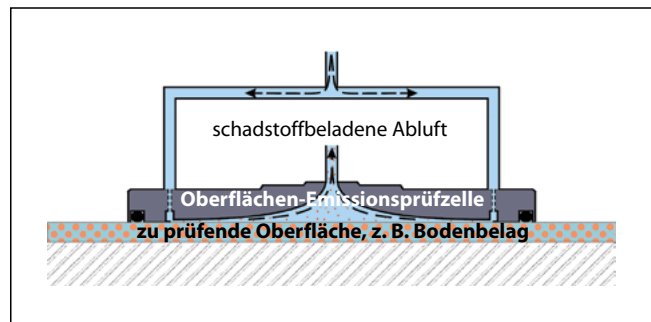 schadstoffbeladene Abluft
Oberflächen-Emissionsprüfzelle
zu prüfende Oberfläche, z. B. Bodenbelag